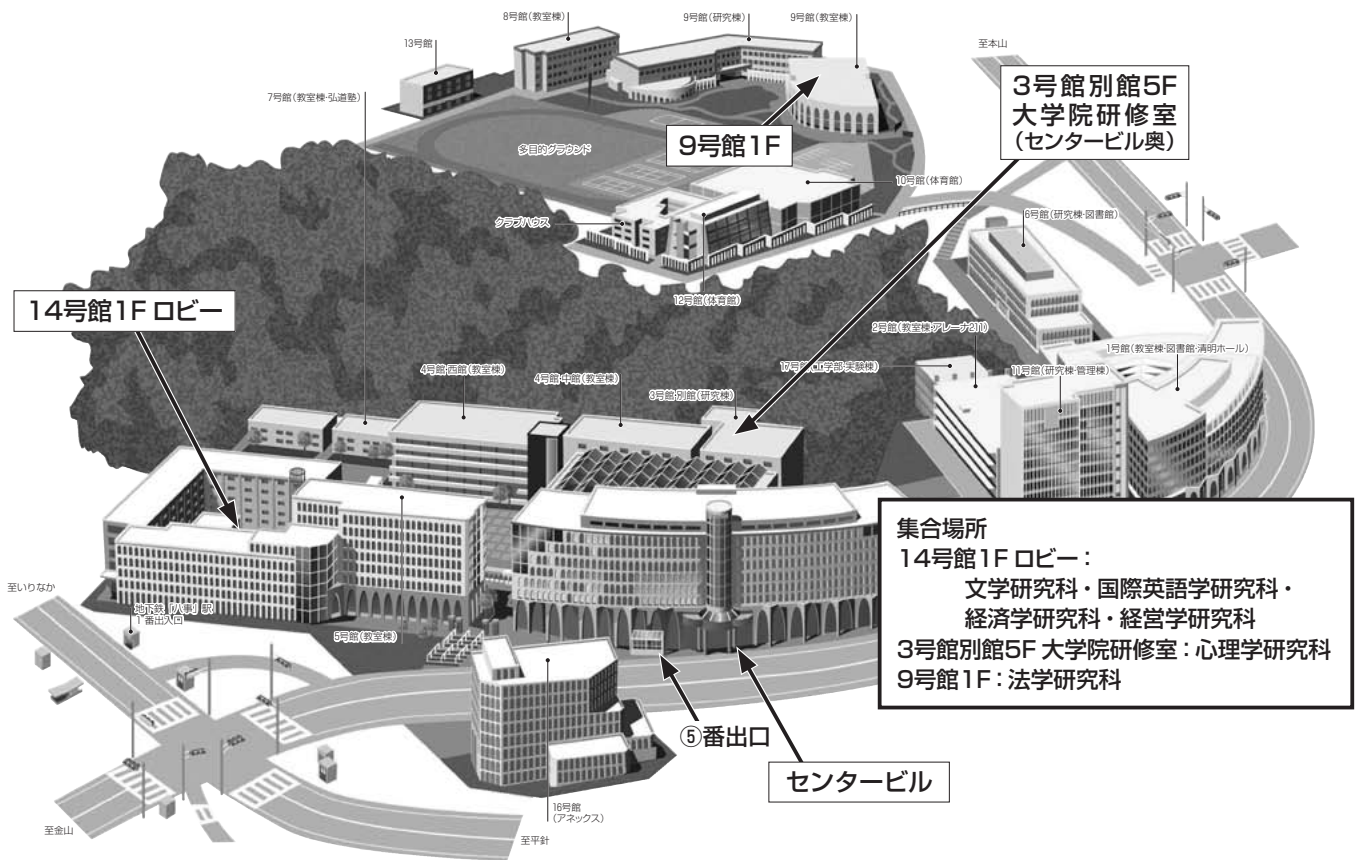 8号館(教室棟)
9号館(研究棟)
9号館(教室棟)
至本山
13号館
7号館(教室棟・弘道塾)
3号館別館5F
大学院研修室
(センタービル奥)
9号館1F
多目的グラウンド
10号館(体育館)
クラブハウス
6号館(研究棟・図書館)
12号館(体育館)
14号館1F ロビー
2号館(教室棟・アレーナ211)
1号館(教室棟・図書館・清明ホール)
17号館(工学部・実験棟)
11号館(研究棟・管理棟)
4号館・西館(教室棟)
4号館・中館(教室棟)
3号館・別館(研究棟)
集合場所
14号館1F ロビー:
文学研究科・国際英語学研究科・
経済学研究科・経営学研究科
3号館別館5F 大学院研修室:心理学研究科
9号館1F:法学研究科
至いりなか
地下鉄「八事」駅
1番出入口
5号館(教室棟)
⑤番出口
センタービル
16号館
(アネックス)
至金山
至平針